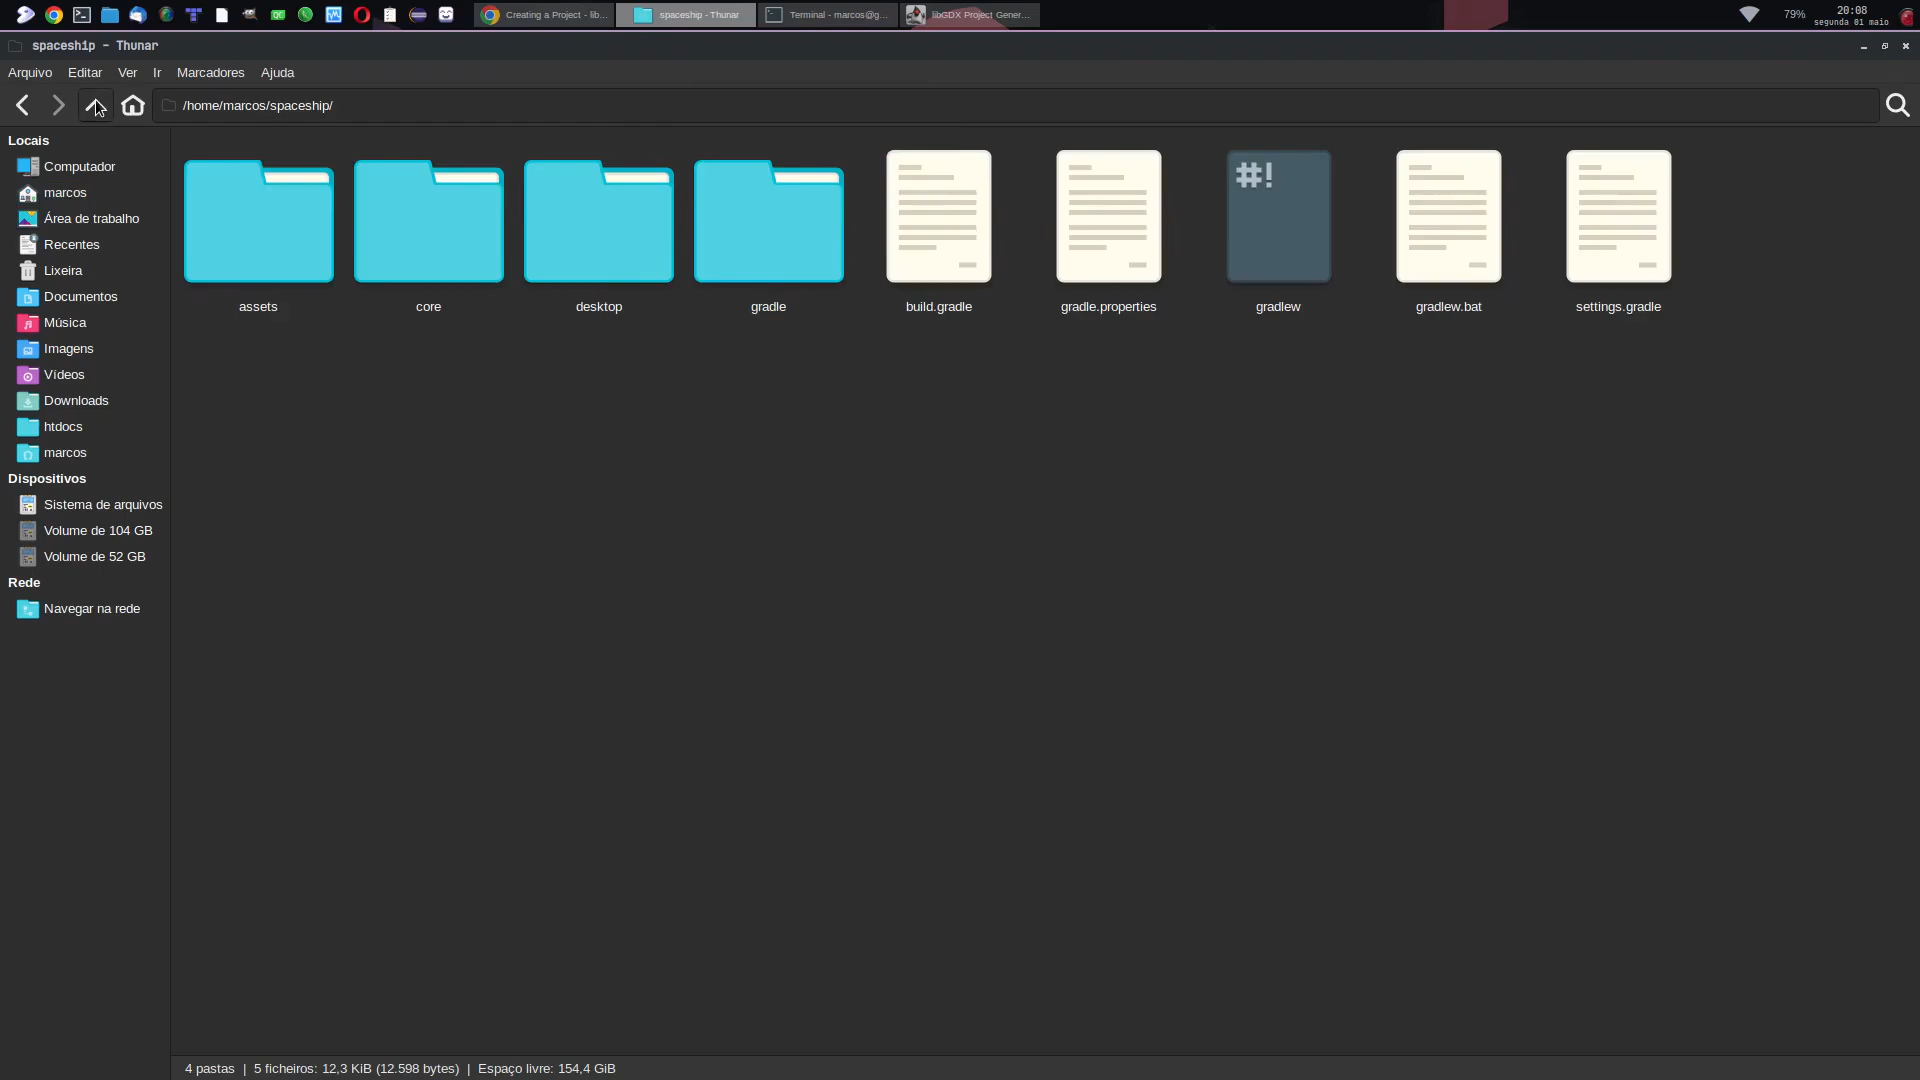 Creating a Project - lib...
spaceship - Thunar
Terminal - marcos@g...
libGDX Project Gener...
79%
20:08
segunda 01 maio
spaceship - Thunar
Arquivo
Editar
Ver
Ir
Marcadores
Ajuda
/home/marcos/spaceship/
Locais
Computador
marcos
Área de trabalho
Recentes
Lixeira
Documentos
Música
Imagens
Vídeos
Downloads
htdocs
marcos
Dispositivos
Sistema de arquivos
Volume de 104 GB
Volume de 52 GB
Rede
Navegar na rede
#!
assets
core
desktop
gradle
build.gradle
gradle.properties
gradlew
gradlew.bat
settings.gradle
4 pastas | 5 ficheiros: 12,3 KiB (12.598 bytes) | Espaço livre: 154,4 GiB